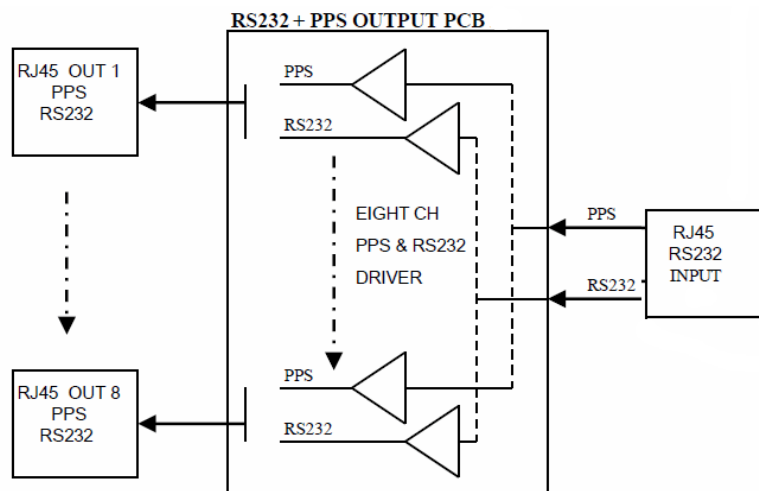 RS232 + PPS OUTPUT PCB
RJ45 OUT 1
PPS
RS232
PPS
RS232
EIGHT CH
PPS & RS232
DRIVER
PPS
RS232
RJ45
RS232
INPUT
RJ45 OUT 8
PPS
RS232
PPS
RS232